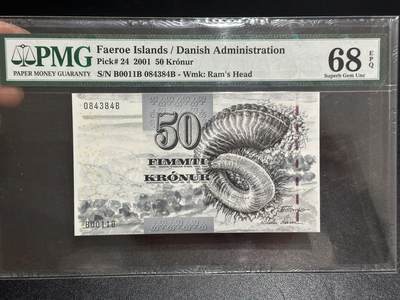 PMG
PAPER MONEY GUARANTY
Faeroe Islands / Danish Administration
Pick# 24 2001 50 Krónur
S/N B0011B 084384B - Wmk: Ram's Head
68 EPQ
Superb Gem Unc
084384B
50
FIMMTI
KRÓNUR
B0011B